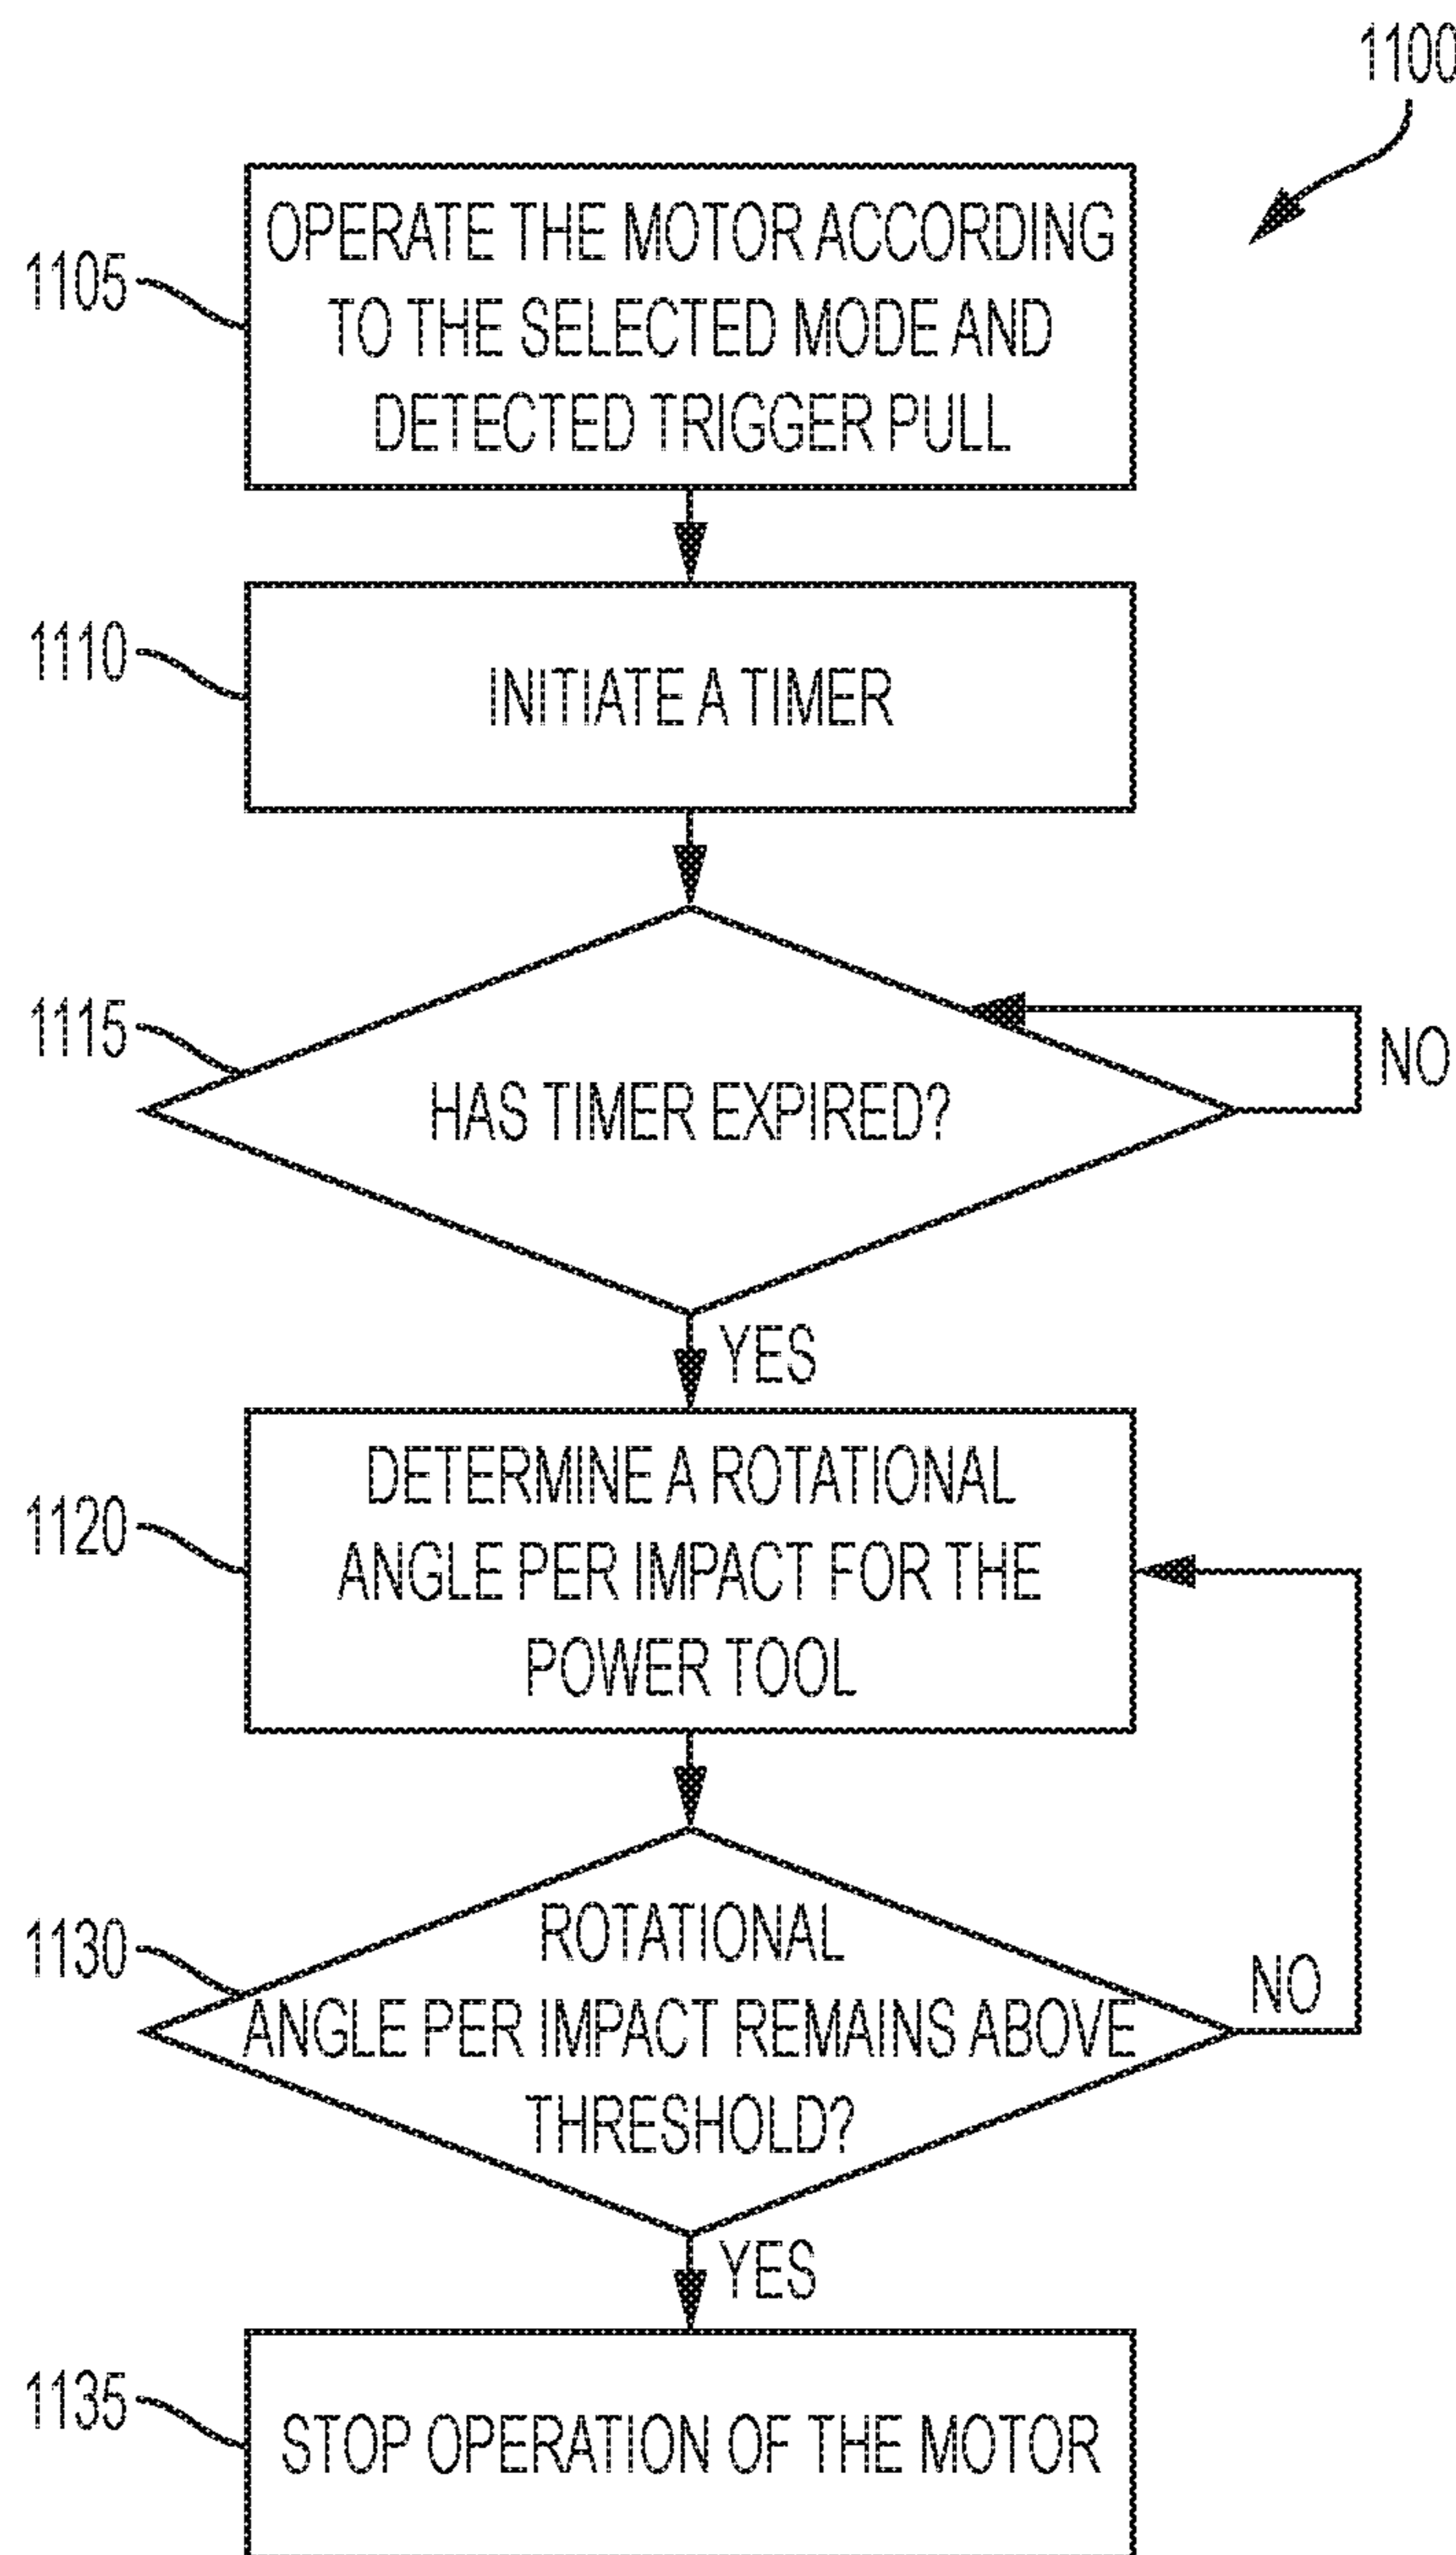 1100
1105
OPERATE THE MOTOR ACCORDING
TO THE SELECTED MODE AND
DETECTED TRIGGER PULL
1110
INITIATE A TIMER
1115
HAS TIMER EXPIRED?
NO
YES
1120
DETERMINE A ROTATIONAL
ANGLE PER IMPACT FOR THE
POWER TOOL
1130
ROTATIONAL
ANGLE PER IMPACT REMAINS ABOVE
THRESHOLD?
NO
YES
1135
STOP OPERATION OF THE MOTOR